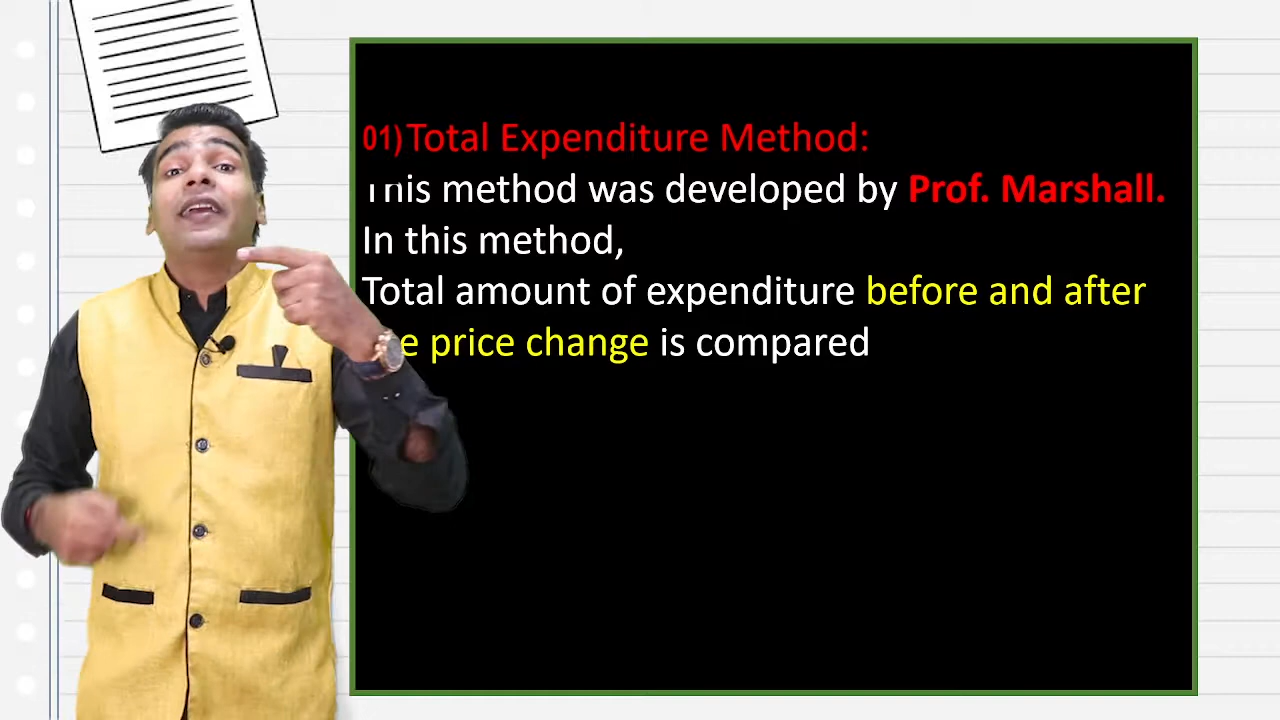 01) Total Expenditure Method:
This method was developed by Prof. Marshall.
In this method,
Total amount of expenditure before and after
price change is compared